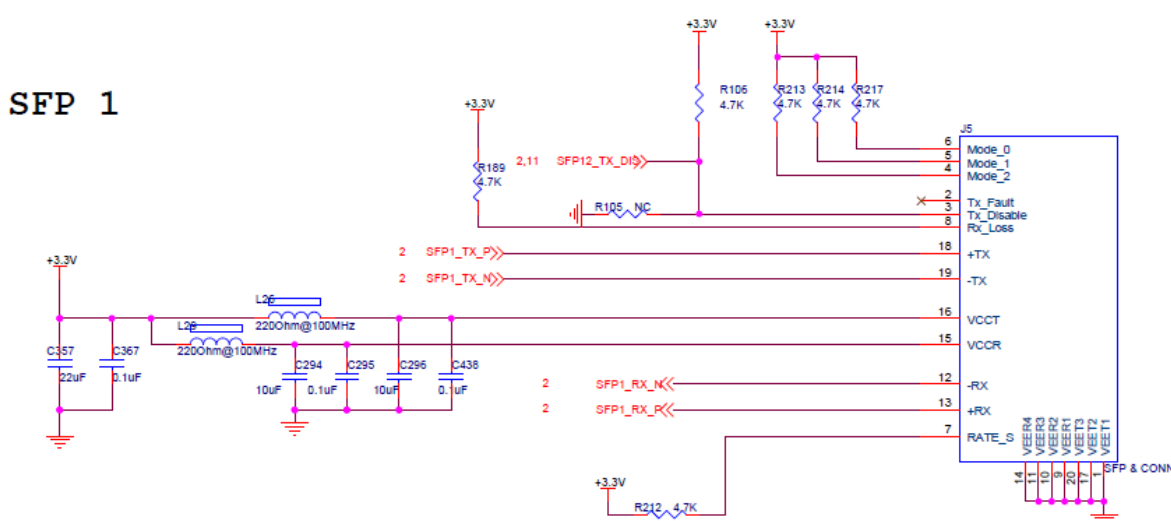 +3.3V +3.3V
R106 R213 R214 R217
4.7K 4.7K 4.7K 4.7K
SFP 1
+3.3V
J5
6 Mode_0
5 Mode_1
4 Mode_2
2,11 SFP12_TX_DIS
R189
4.7K
2 Tx_Fault
R105 NC 3 Tx_Disable
8 Rx_Loss
2 SFP1_TX_P 18 +TX
2 SFP1_TX_N 19 -TX
+3.3V
L25
220Ohm@100MHz 16 VCCT
L29
220Ohm@100MHz 15 VCCR
C357 C367 C294 C295 C296 C438
22uF 0.1uF 10uF 0.1uF 10uF 0.1uF
2 SFP1_RX_N 12 -RX
2 SFP1_RX_P 13 +RX
7 RATE_S
VEER4 VEER3 VEER2 VEER1 VEET3 VEET2 VEET1
14 11 10 9 20 17 1
SFP & CONN
+3.3V
R212 4.7K